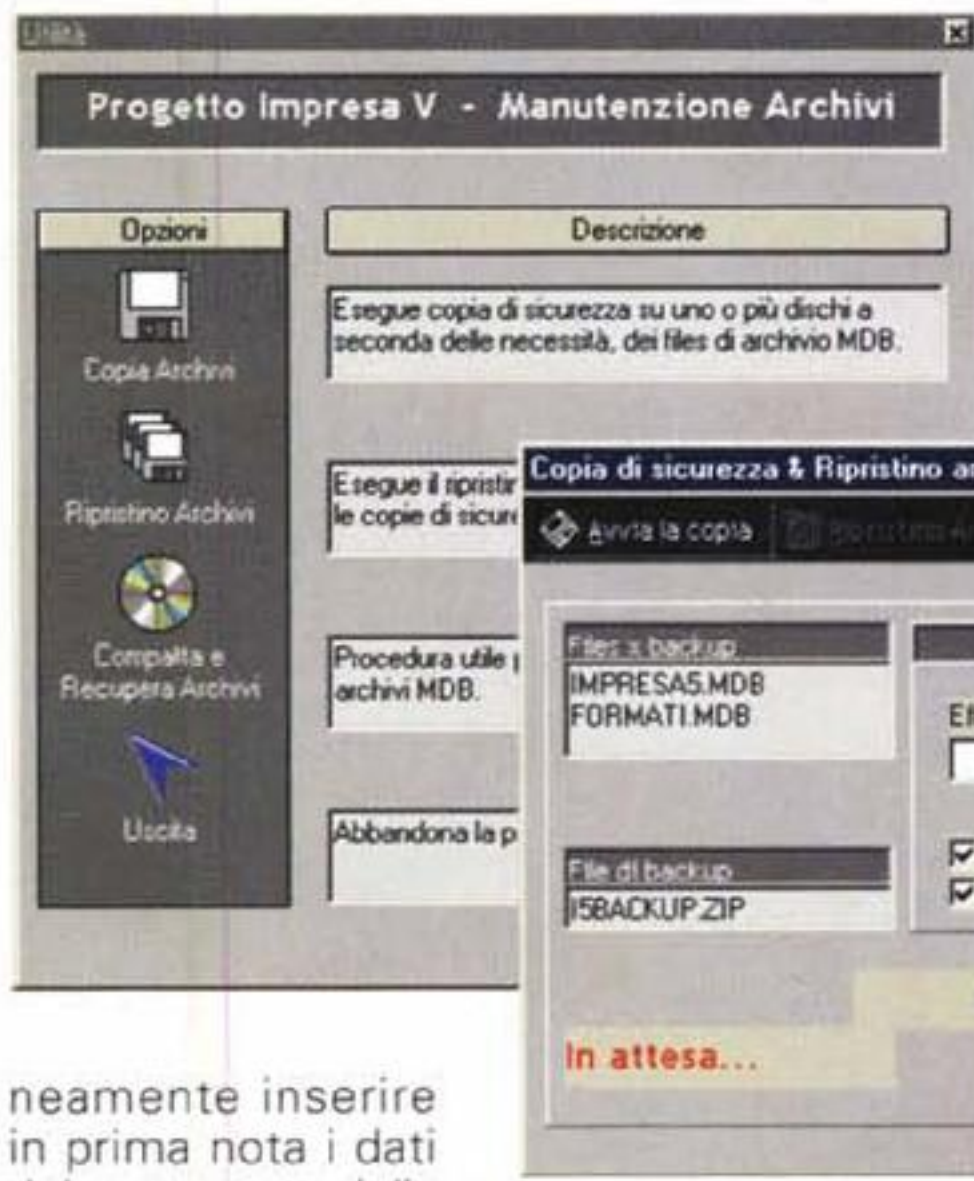 Utilità
Progetto Impresa V - Manutenzione Archivi
Opzioni
Descrizione
Copia Archivi
Esegue copia di sicurezza su uno o più dischi a
seconda delle necessità, dei files di archivio MDB.
Ripristino Archivi
Esegue il
le copie di
Compatta e
Recupera Archivi
Procedura utile
archivi MDB.
Uscita
Abbandona la
Copia di sicurezza & Ripristino
Avvia la copia
Ripristino
Files x backup
IMPRESA5.MDB
FORMATI.MDB
File di backup
I5BACKUP.ZIP
In attesa...
neamente inserire
in prima nota i dati